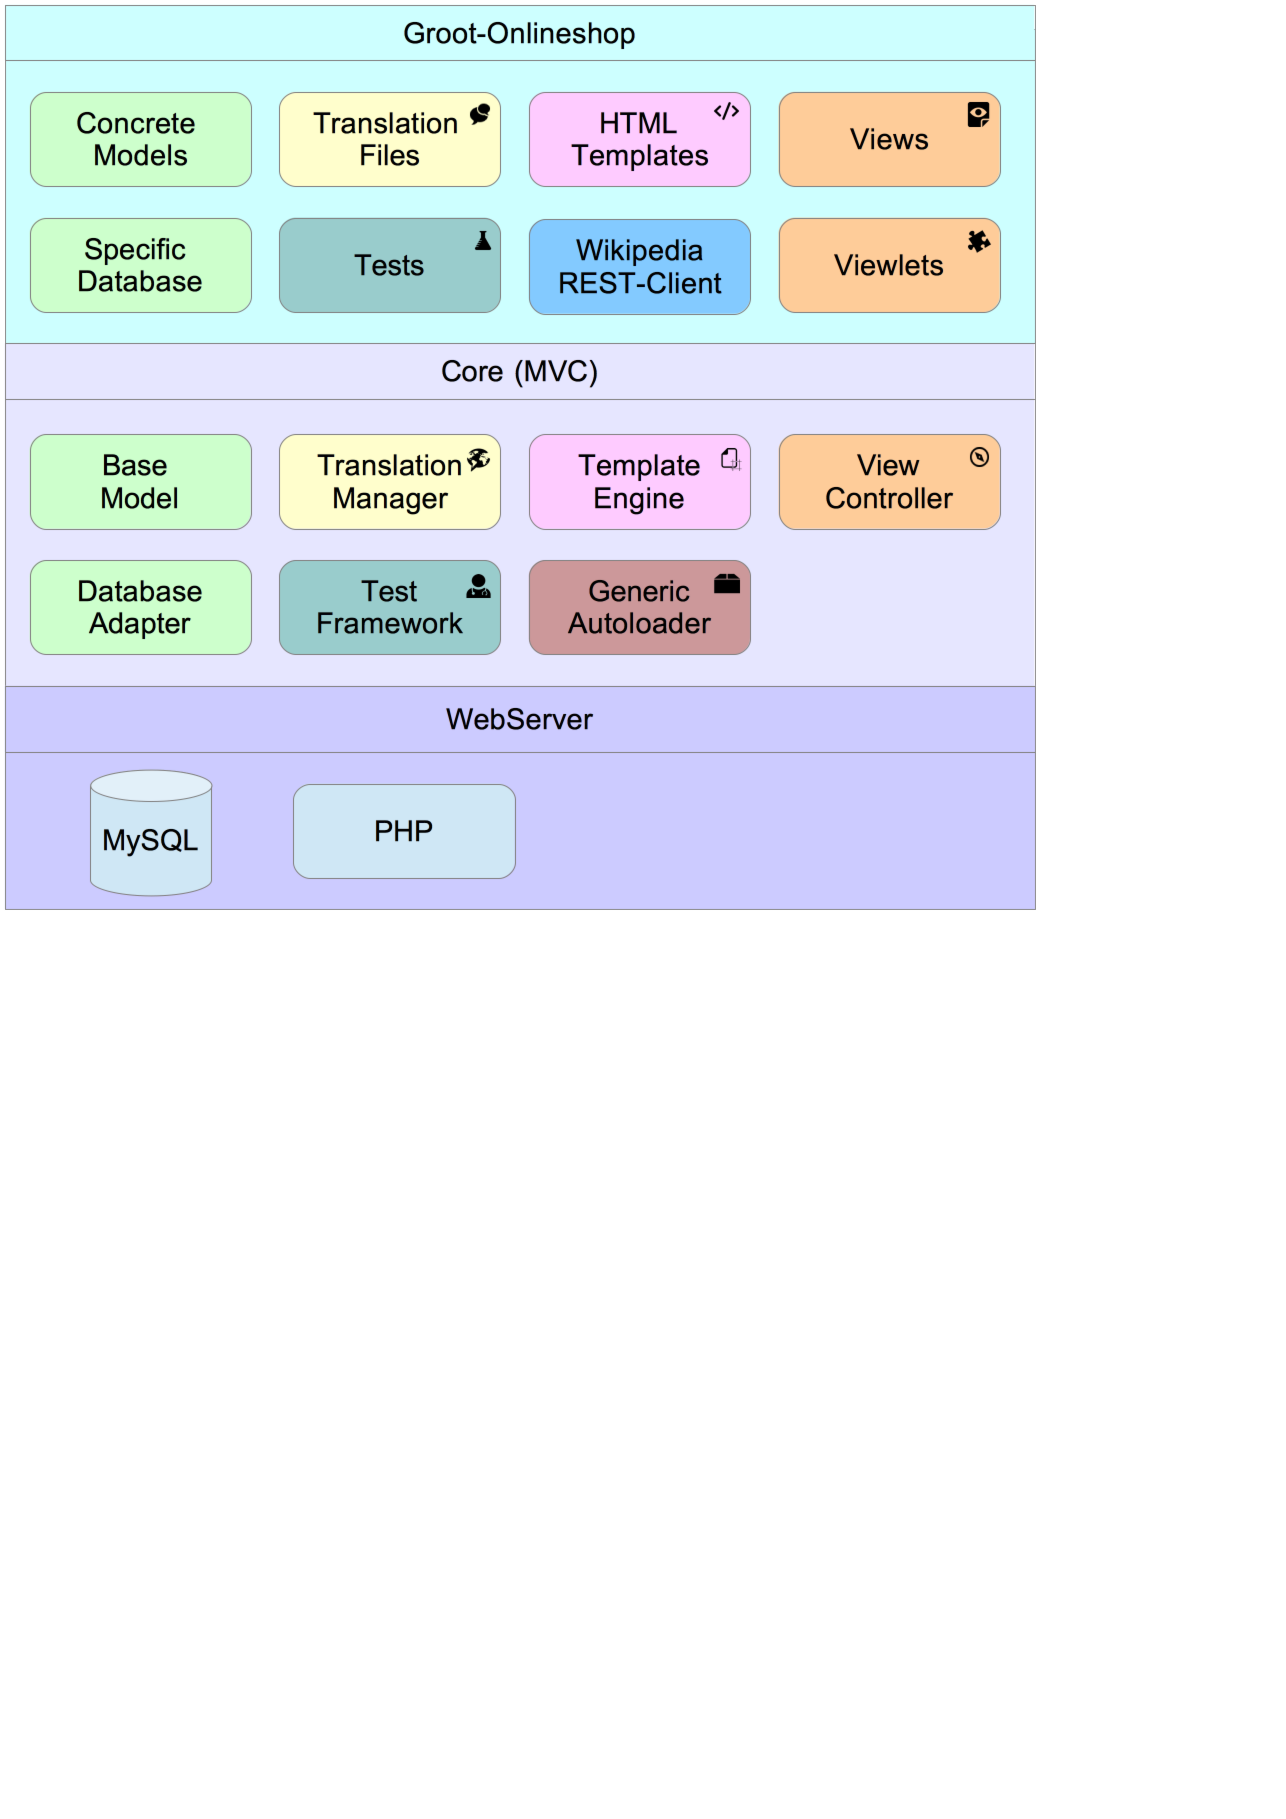 Groot-Onlineshop
Concrete
Models
Translation
Files
HTML
Templates
Views
Specific
Database
Tests
Wikipedia
REST-Client
Viewlets
Core (MVC)
Base
Model
Translation
Manager
Template
Engine
View
Controller
Database
Adapter
Test
Framework
Generic
Autoloader
WebServer
MySQL
PHP